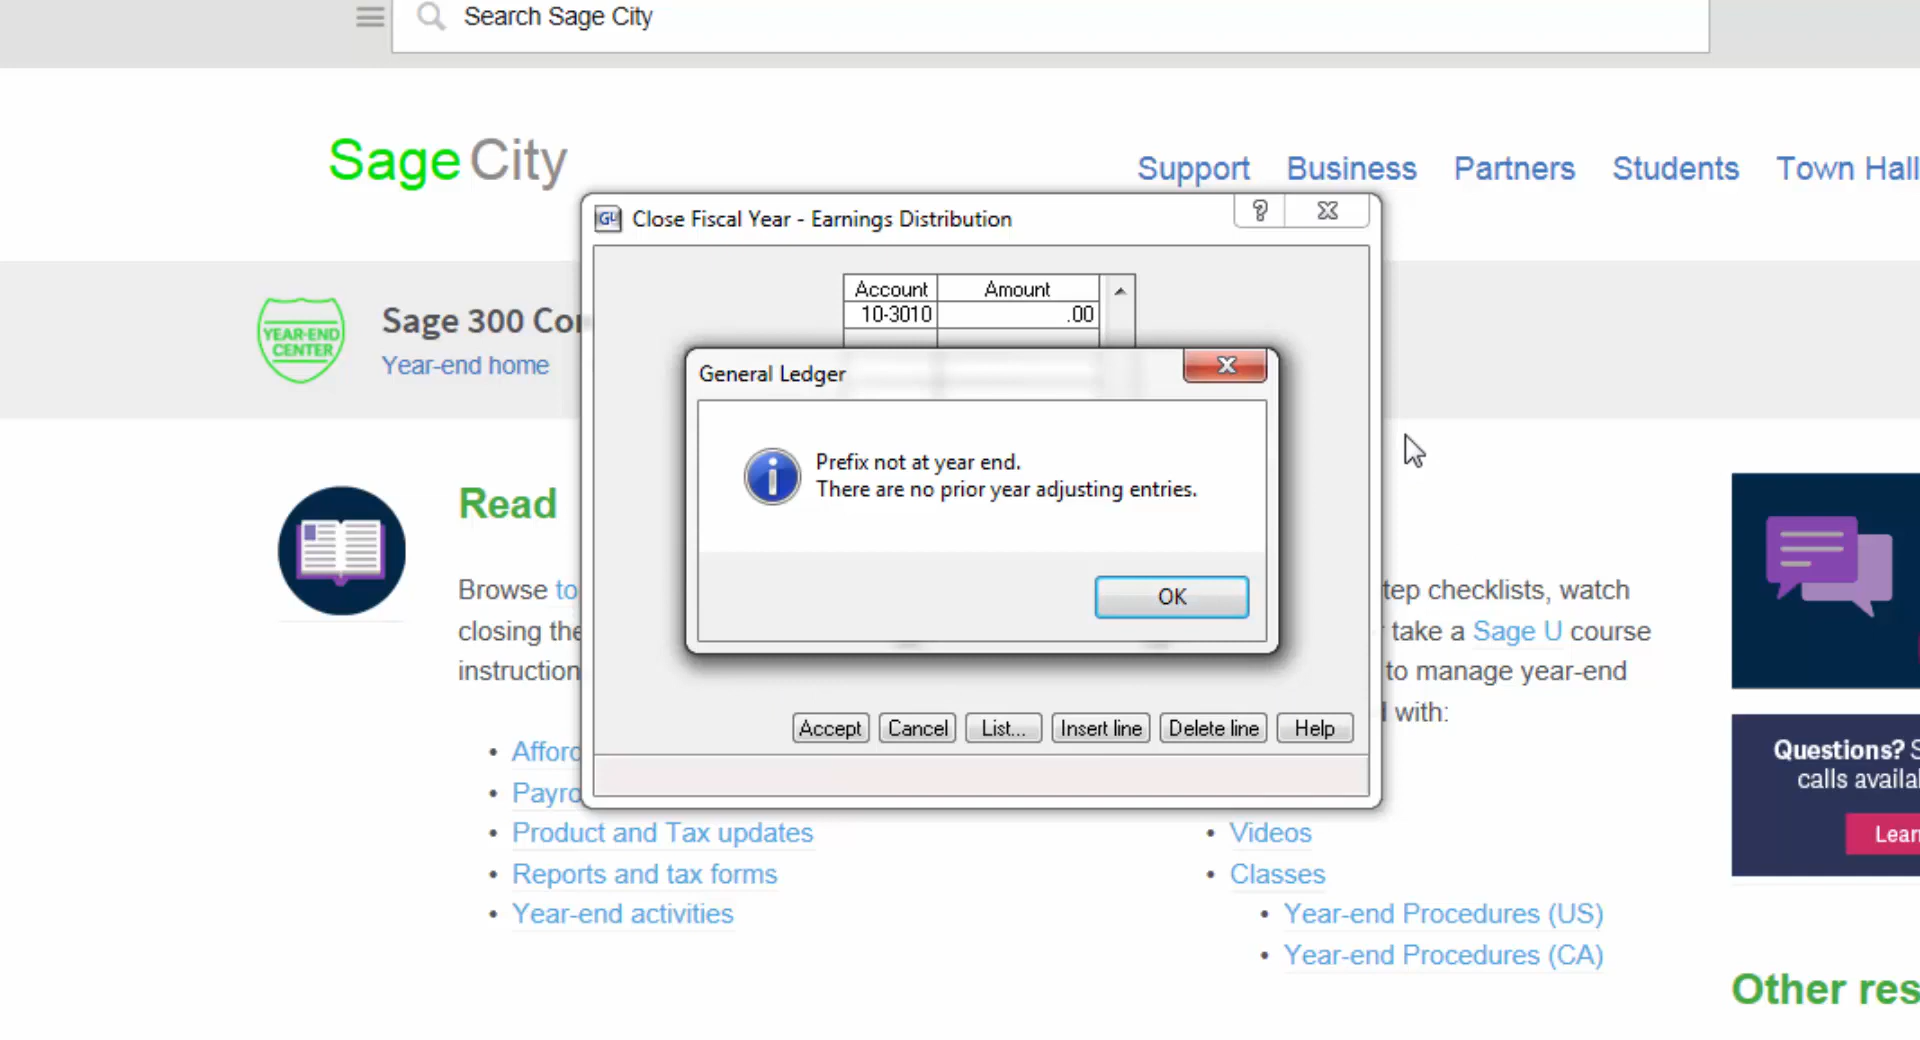 Search Sage City
Sage City
Support Business Partners Students Town Hall
Close Fiscal Year - Earnings Distribution
YEAR-END
CENTER
Sage 300
Year-end home
Account Amount
10-3010 .00
General Ledger
Prefix not at year end.
There are no prior year adjusting entries.
OK
Read
Browse to
closing the
instruction
checklists, watch
take a Sage U course
to manage year-end
with:
Accept Cancel List... Insert line Delete line Help
Product and Tax updates
Reports and tax forms
Year-end activities
Videos
Classes
Year-end Procedures (US)
Year-end Procedures (CA)
Questions? S
calls availa
Lear
Other res